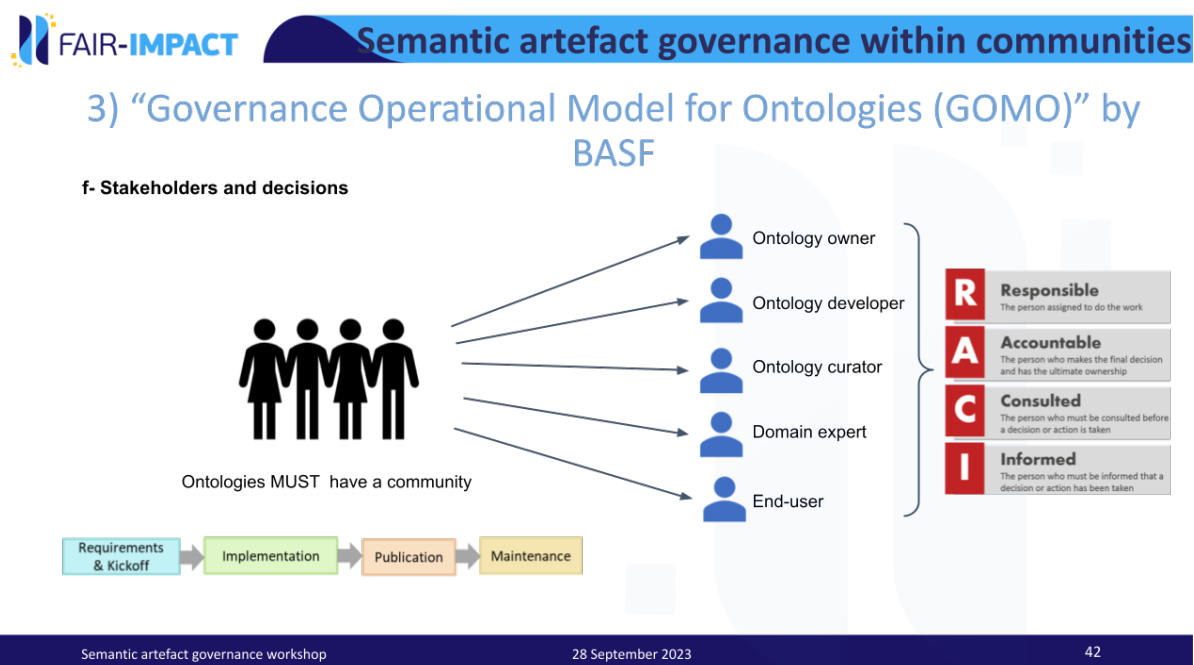 FAIR-IMPACT
Semantic artefact governance within communities
3) “Governance Operational Model for Ontologies (GOMO)” by
BASF
f- Stakeholders and decisions
Ontology owner
Ontology developer
Ontology curator
Domain expert
End-user
R
Responsible
The person assigned to do the work
A
Accountable
The person who makes the final decision
and has the ultimate ownership
C
Consulted
The person who must be consulted before
a decision or action is taken
I
Informed
The person who must be informed that a
decision or action has been taken
Ontologies MUST  have a community
Requirements
& Kickoff
Implementation
Publication
Maintenance
Semantic artefact governance workshop
28 September 2023
42